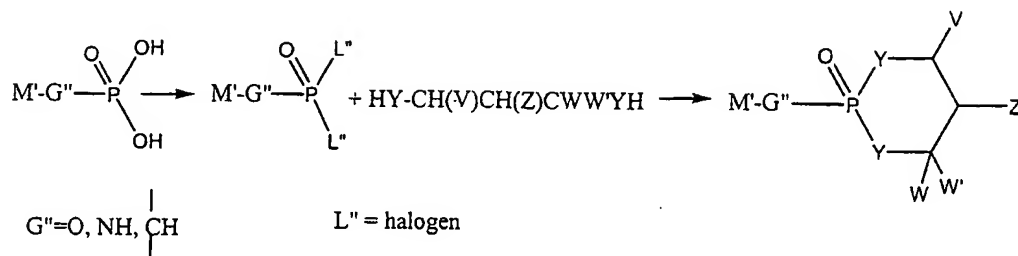 O OH
M'-G"-P
OH
O L"
M'-G"-P + HY-CH(V)CH(Z)CWW'YH
L"
V
O Y
M'-G"-P Z
Y
W W'
G"=O, NH, CH L" = halogen